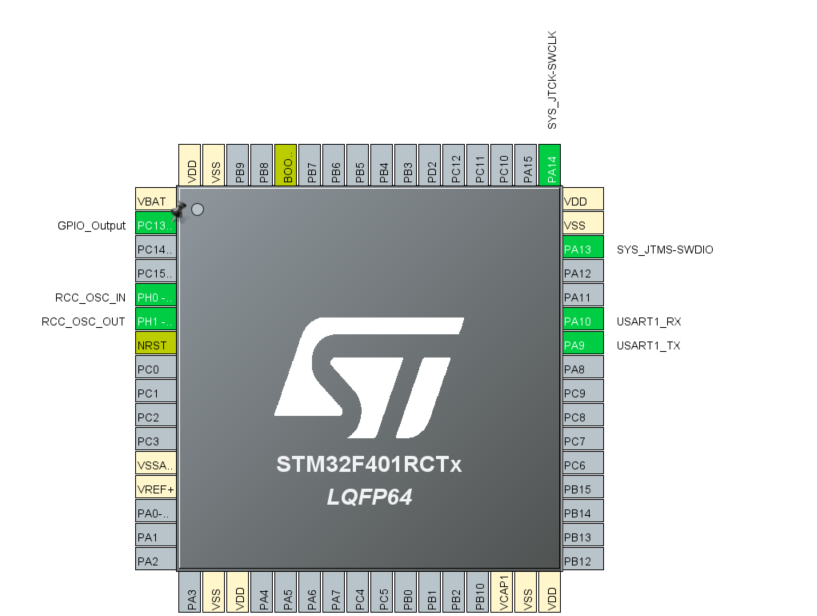 SYS_JTCK-SWCLK
VDD
VSS
PB9
PB8
BOO..
PB7
PB6
PB5
PB4
PB3
PD2
PC12
PC11
PC10
PA15
PA14
VBAT
GPIO_Output PC13..
PC14..
PC15..
RCC_OSC_IN PH0 -..
RCC_OSC_OUT PH1 -..
NRST
PC0
PC1
PC2
PC3
VSSA..
VREF+
PA0-..
PA1
PA2
VDD
VSS
PA13 SYS_JTMS-SWDIO
PA12
PA11
PA10 USART1_RX
PA9 USART1_TX
PA8
PC9
PC8
PC7
PC6
PB15
PB14
PB13
PB12
ST
STM32F401RCTx
LQFP64
PA3
VSS
VDD
PA4
PA5
PA6
PA7
PC4
PC5
PB0
PB1
PB2
PB10
VCAP1
VSS
VDD